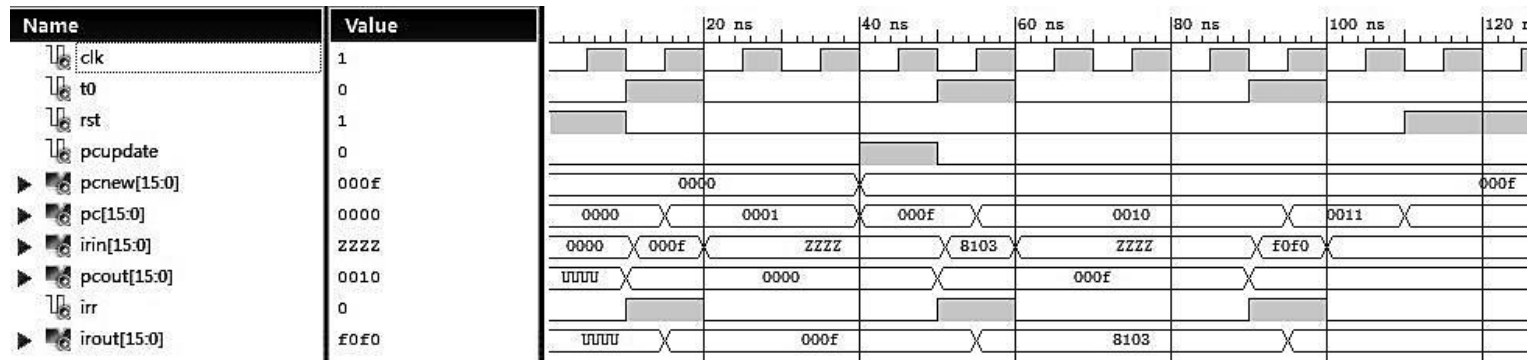 Name Value 20 ns 40 ns 60 ns 80 ns 100 ns 120 n
clk 1
t0 0
rst 1
pcupdate 0
pcnew[15:0] 000f 0000 000f
pc[15:0] 0000 0000 0001 000f 0010 0011
irin[15:0] ZZZZ 0000 000f ZZZZ 8103 ZZZZ f0f0
pcout[15:0] 0010 UUUU 0000 000f
irr 0
irout[15:0] f0f0 UUUU 000f 8103